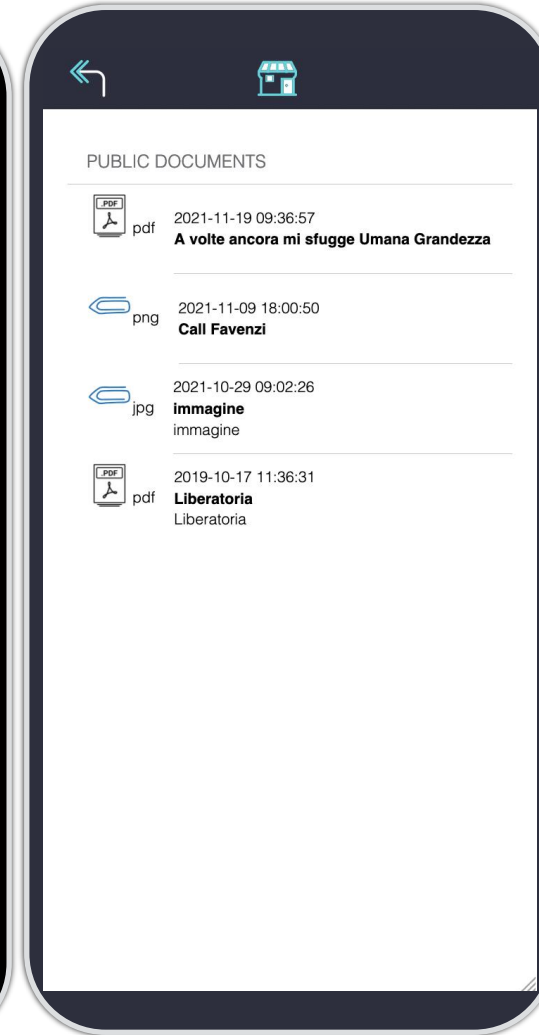 PUBLIC DOCUMENTS
.PDF
pdf
2021-11-19 09:36:57
A volte ancora mi sfugge Umana Grandezza
png
2021-11-09 18:00:50
Call Favenzi
jpg
2021-10-29 09:02:26
immagine
immagine
.PDF
pdf
2019-10-17 11:36:31
Liberatoria
Liberatoria